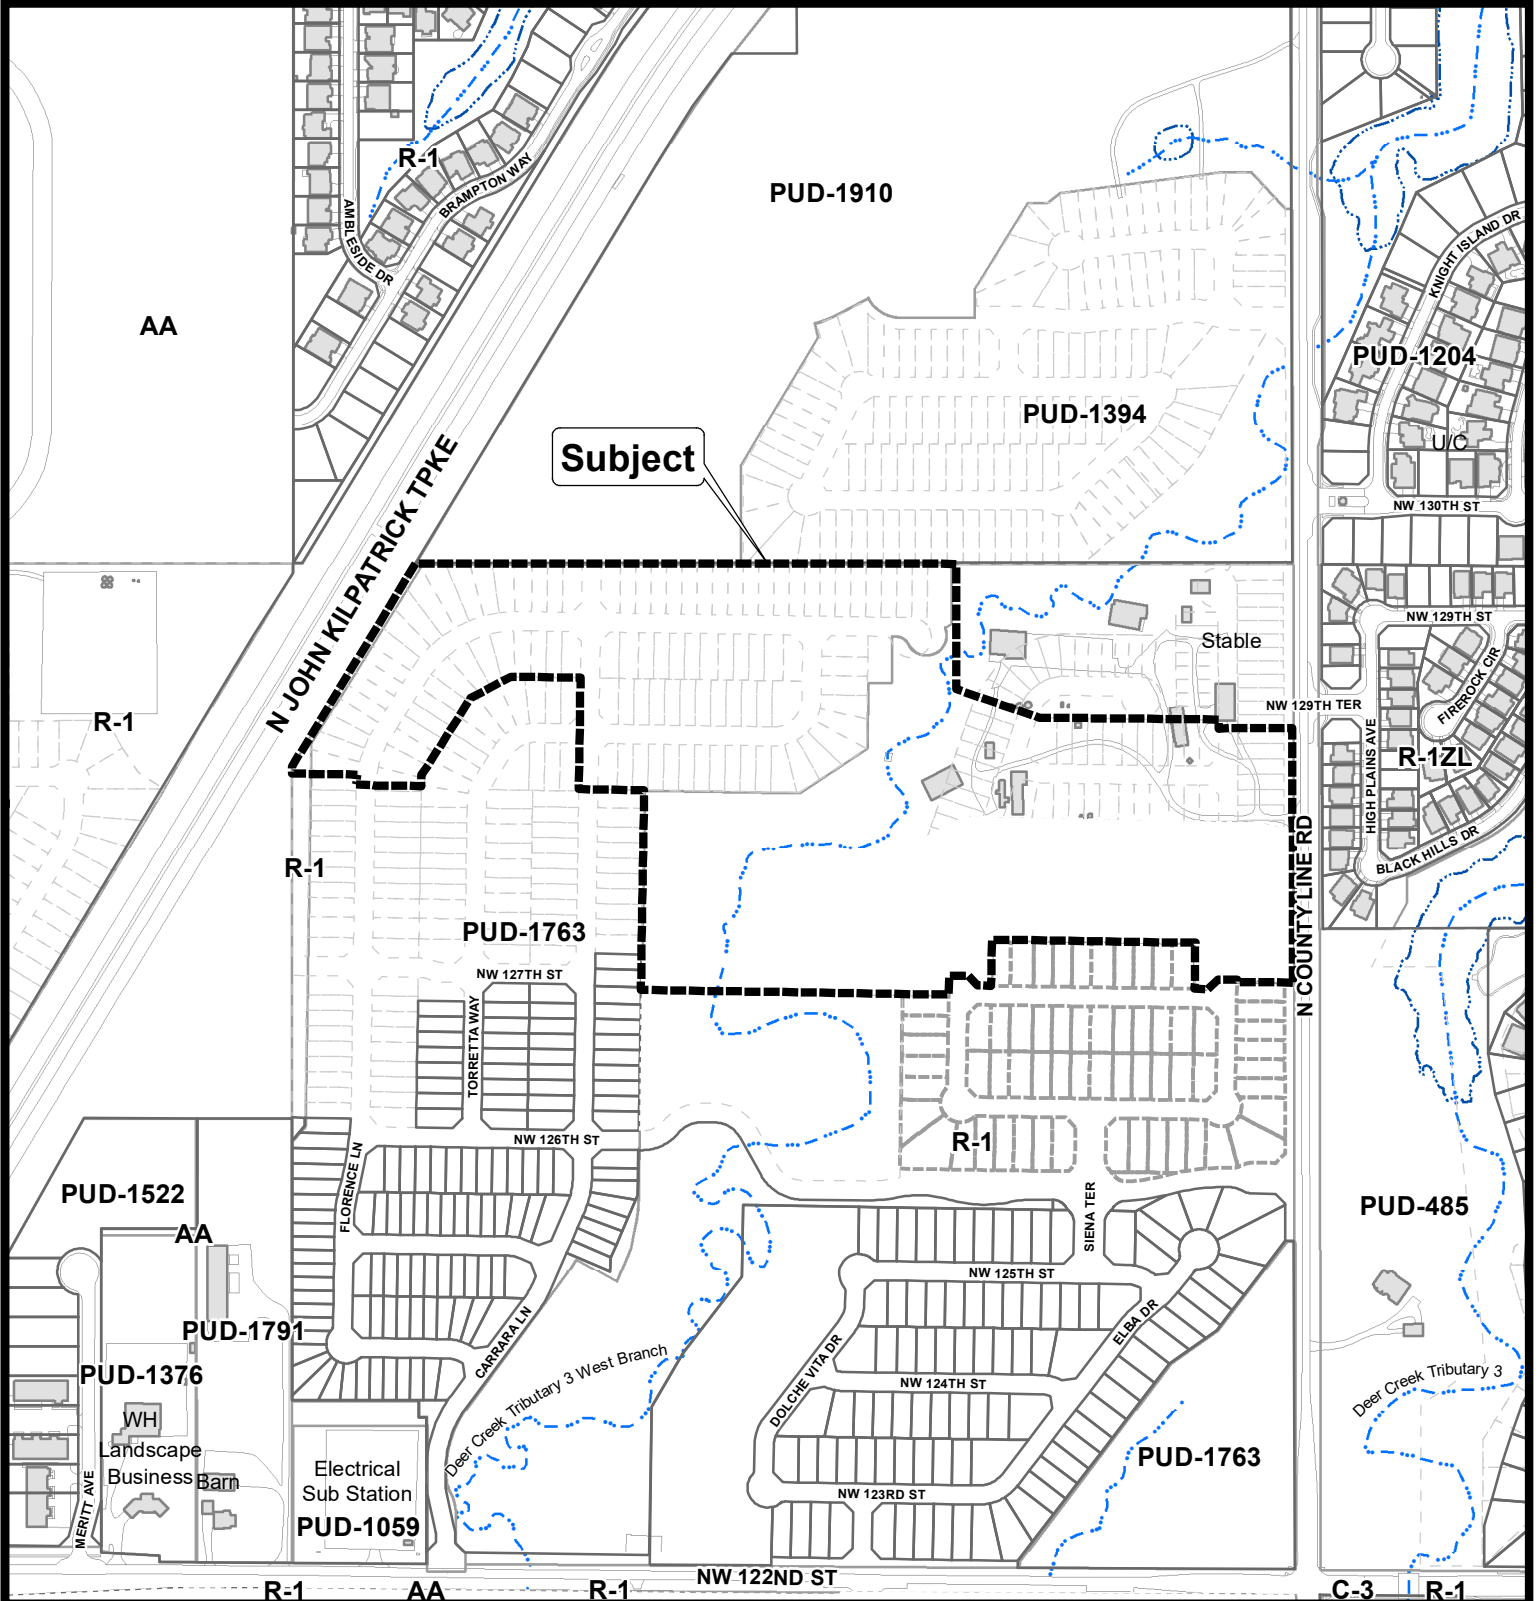 R-1
BRAMPTON WAY
AMBLESIDE DR
PUD-1910
KNIGHT ISLAND DR
AA
PUD-1204
PUD-1394
U/C
Subject
NW 130TH ST
N JOHN KILPATRICK TPKE
NW 129TH ST
Stable
FIREROCK CIR
NW 129TH TER
R-1
HIGH PLAINS AVE
R-1ZL
BLACK HILLS DR
R-1
N COUNTY LINE RD
PUD-1763
NW 127TH ST
TORRETTA WAY
NW 126TH ST
R-1
FLORENCE LN
PUD-1522
AA
SIENA TER
PUD-485
NW 125TH ST
PUD-1791
CARRARA LN
ELBA DR
PUD-1376
Deer Creek Tributary 3 West Branch
DOLCHE VITA DR
NW 124TH ST
Deer Creek Tributary 3
WH
Landscape
Business
Barn
Electrical
Sub Station
PUD-1763
MERITT AVE
NW 123RD ST
PUD-1059
NW 122ND ST
R-1
AA
R-1
C-3
R-1